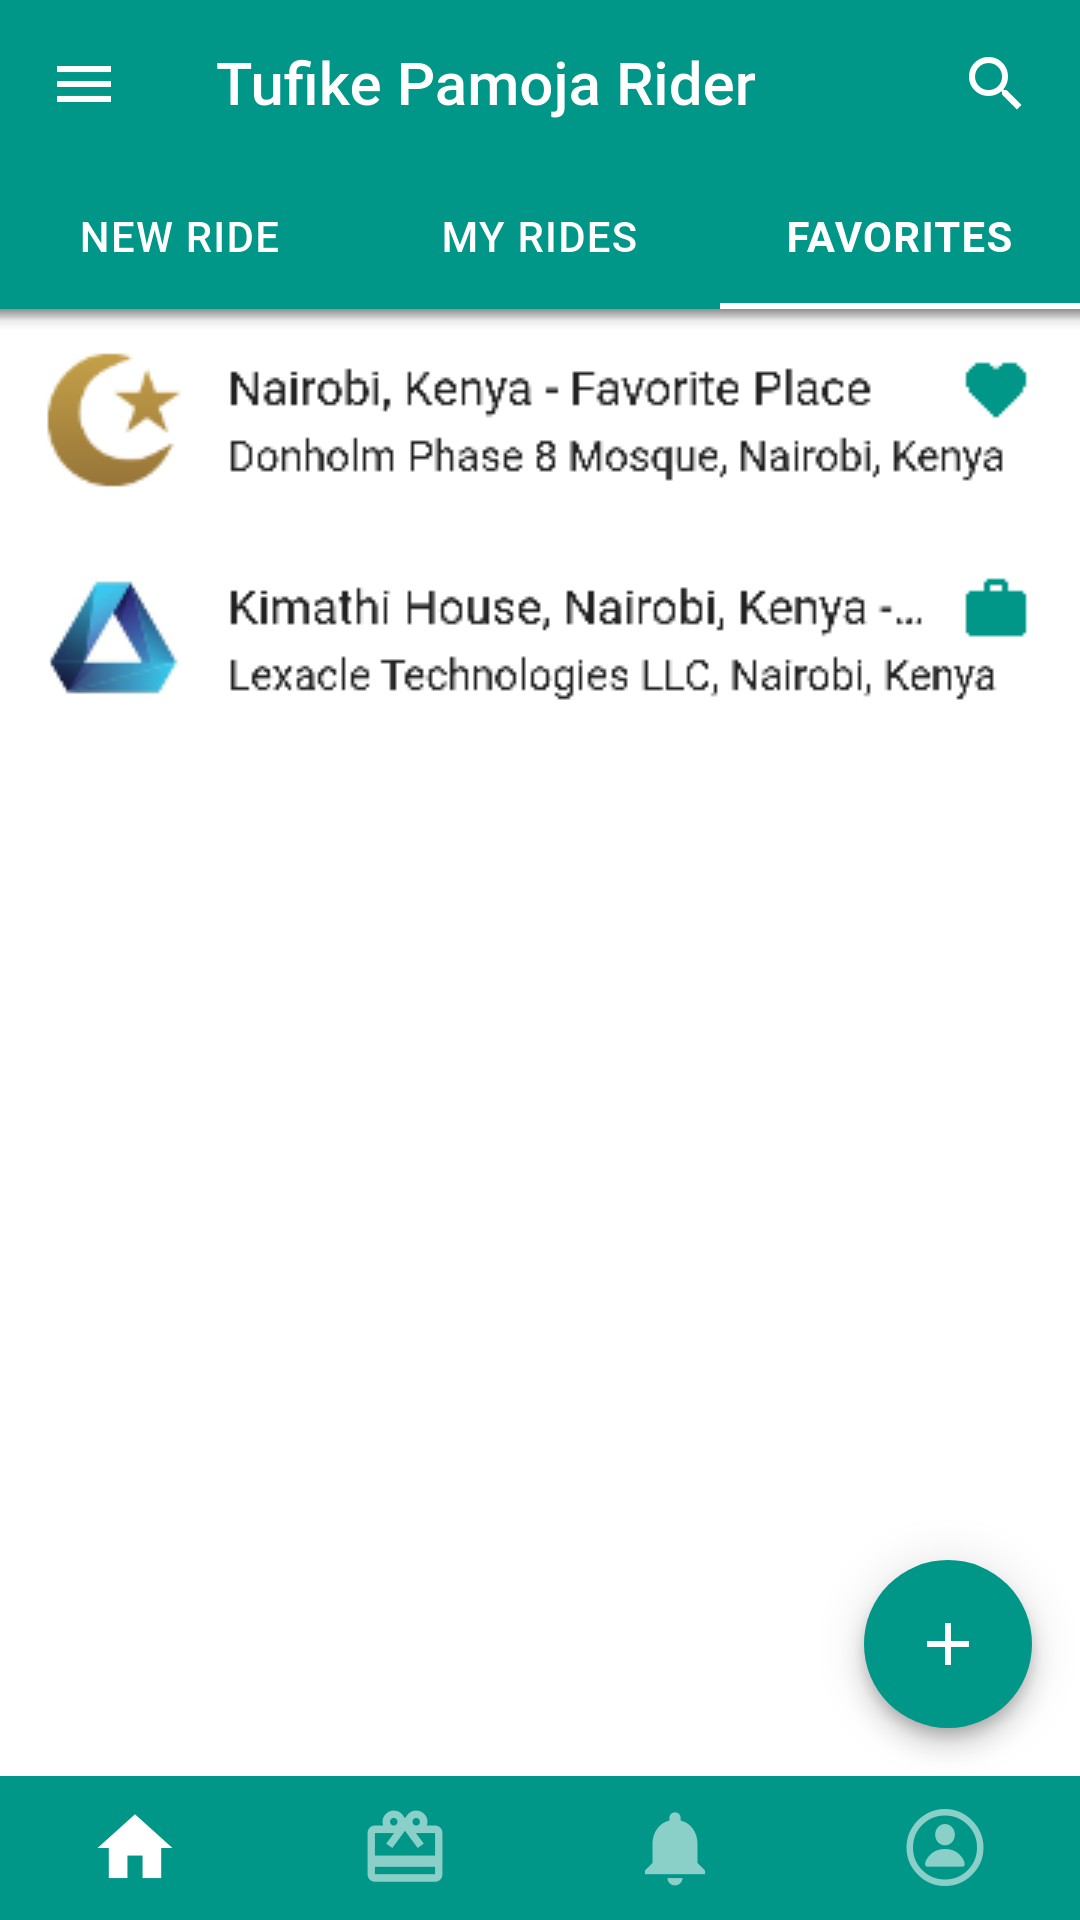 Tufike Pamoja Rider
NEW RIDE
MY RIDES
FAVORITES
Nairobi, Kenya - Favorite Place
Donholm Phase 8 Mosque, Nairobi, Kenya
Kimathi House, Nairobi, Kenya -...
Lexacle Technologies LLC, Nairobi, Kenya